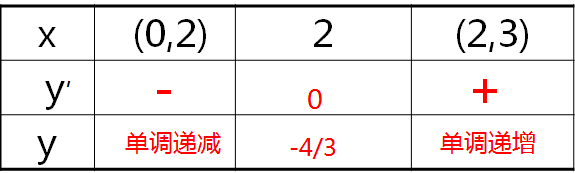 x (0,2) 2 (2,3)
y′ - 0 +
y 单调递减 -4/3 单调递增